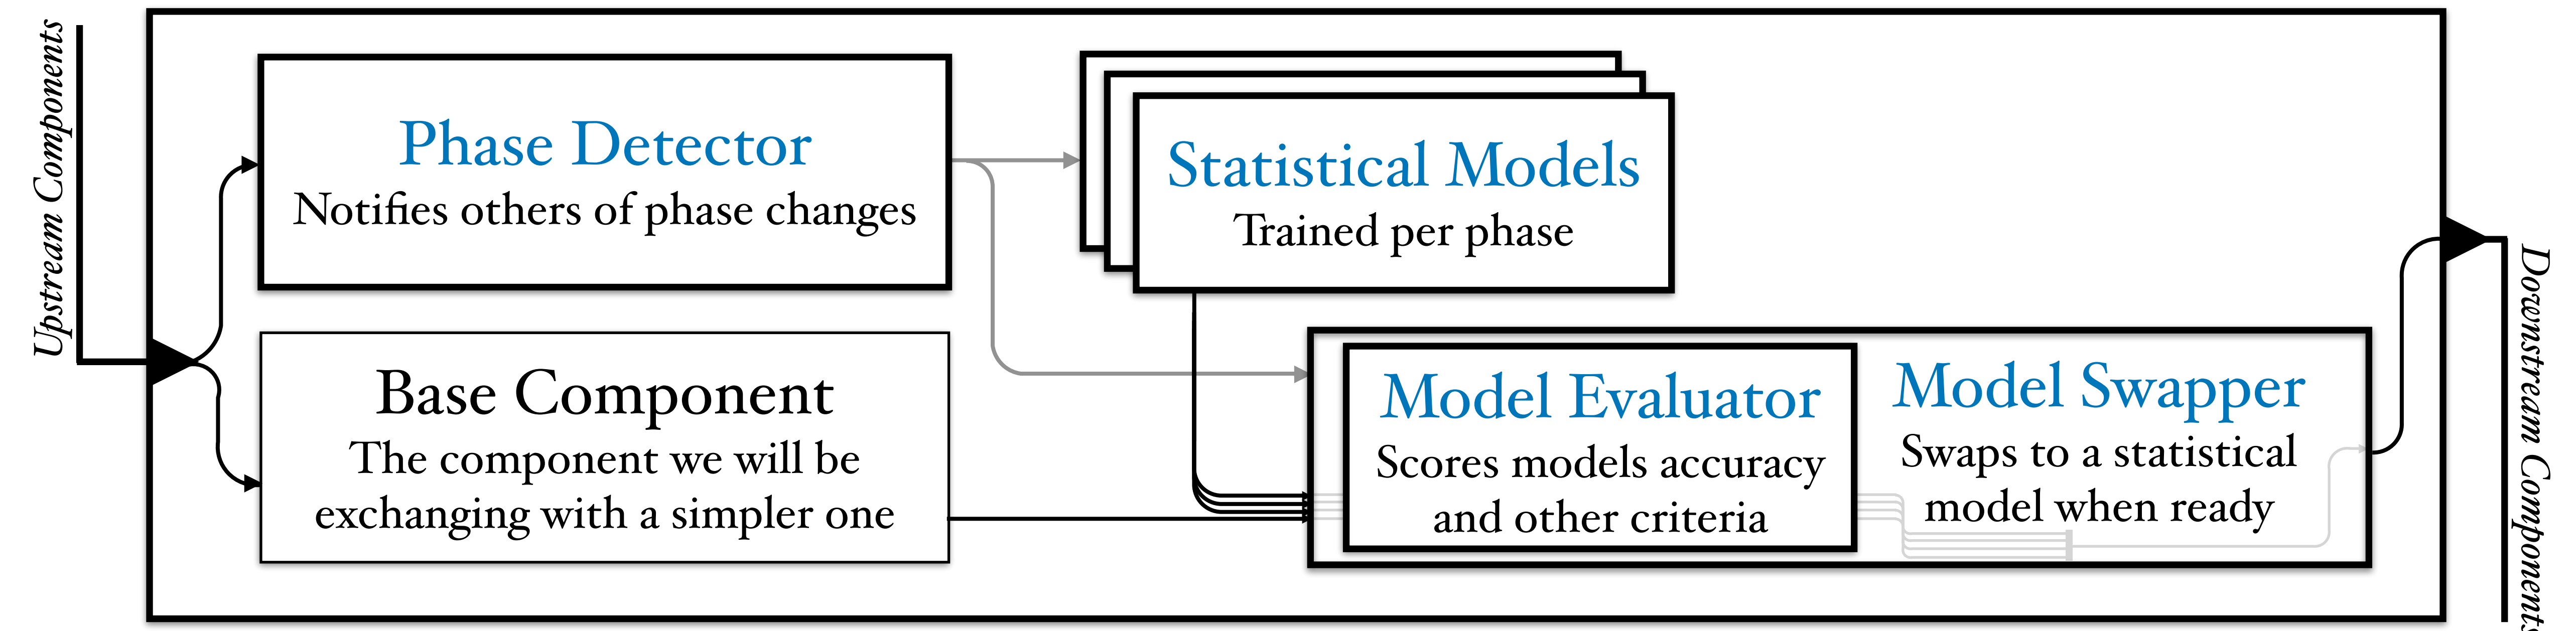 Upstream Components
Phase Detector
Notifies others of phase changes
Statistical Models
Trained per phase
Base Component
The component we will be
exchanging with a simpler one
Model Evaluator
Scores models accuracy
and other criteria
Model Swapper
Swaps to a statistical
model when ready
Downstream Components